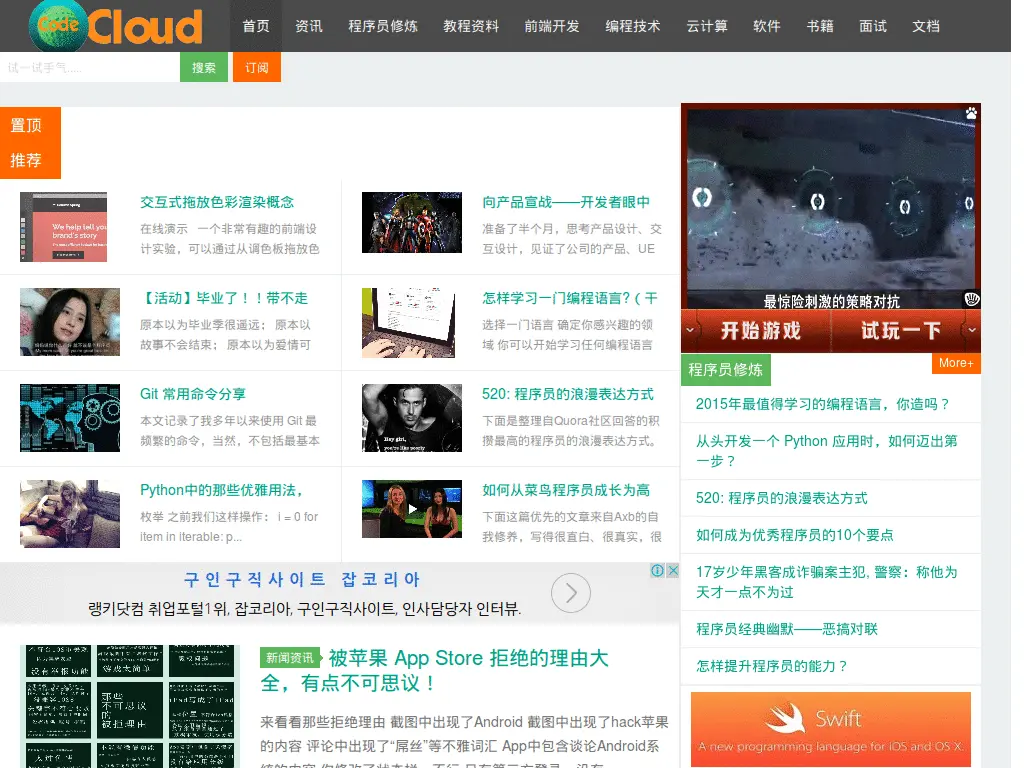 Code Cloud
首页 资讯 程序员修炼 教程资料 前端开发 编程技术 云计算 软件 书籍 面试 文档
试一试手气.....
搜索
订阅
置顶
推荐
交互式拖放色彩渲染概念
在线演示 一个非常有趣的前端设
计实验，可以通过从调色板拖放色
We help you
brand's story
向产品宣战——开发者眼中
准备了半个月，思考产品设计、交
互设计，见证了公司的产品、UE
【活动】毕业了！！带不走
原本以为毕业季很遥远； 原本以
故事不会结束； 原本以为爱情可
怎样学习一门编程语言?（干
选择一门语言 确定你感兴趣的领
域 你可以开始学习任何编程语言
Git 常用命令分享
本文记录了我多年以来使用 Git 最
频繁的命令，当然，不包括最基本
520: 程序员的浪漫表达方式
下面是整理自Quora社区回答的积
攒最高的程序员的浪漫表达方式。
Hey girl,
Python中的那些优雅用法，
枚举 之前我们这样操作： i = 0 for
item in iterable: p...
如何从菜鸟程序员成长为高
下面这篇优先的文章来自Axb的自
我修养，写得很直白、很真实，很
구인구직사이트 잡코리아
랭키닷컴 취업포털1위, 잡코리아, 구인구직사이트, 인사담당자 인터뷰.
没有举报功能
游戏太简单
那些
不可思议
的
被拒理由
新闻资讯
被苹果 App Store 拒绝的理由大
全，有点不可思议！
来看看那些拒绝理由 截图中出现了Android 截图中出现了hack苹果
的内容 评论中出现了“屌丝”等不雅词汇 App中包含谈论Android系
最惊险刺激的策略对抗
开始游戏
试玩一下
程序员修炼
More+
2015年最值得学习的编程语言，你造吗？
从头开发一个 Python 应用时，如何迈出第
一步？
520: 程序员的浪漫表达方式
如何成为优秀程序员的10个要点
17岁少年黑客成诈骗案主犯, 警察：称他为
天才一点不为过
程序员经典幽默——恶搞对联
怎样提升程序员的能力？
Swift
A new programming language for iOS and OS X.